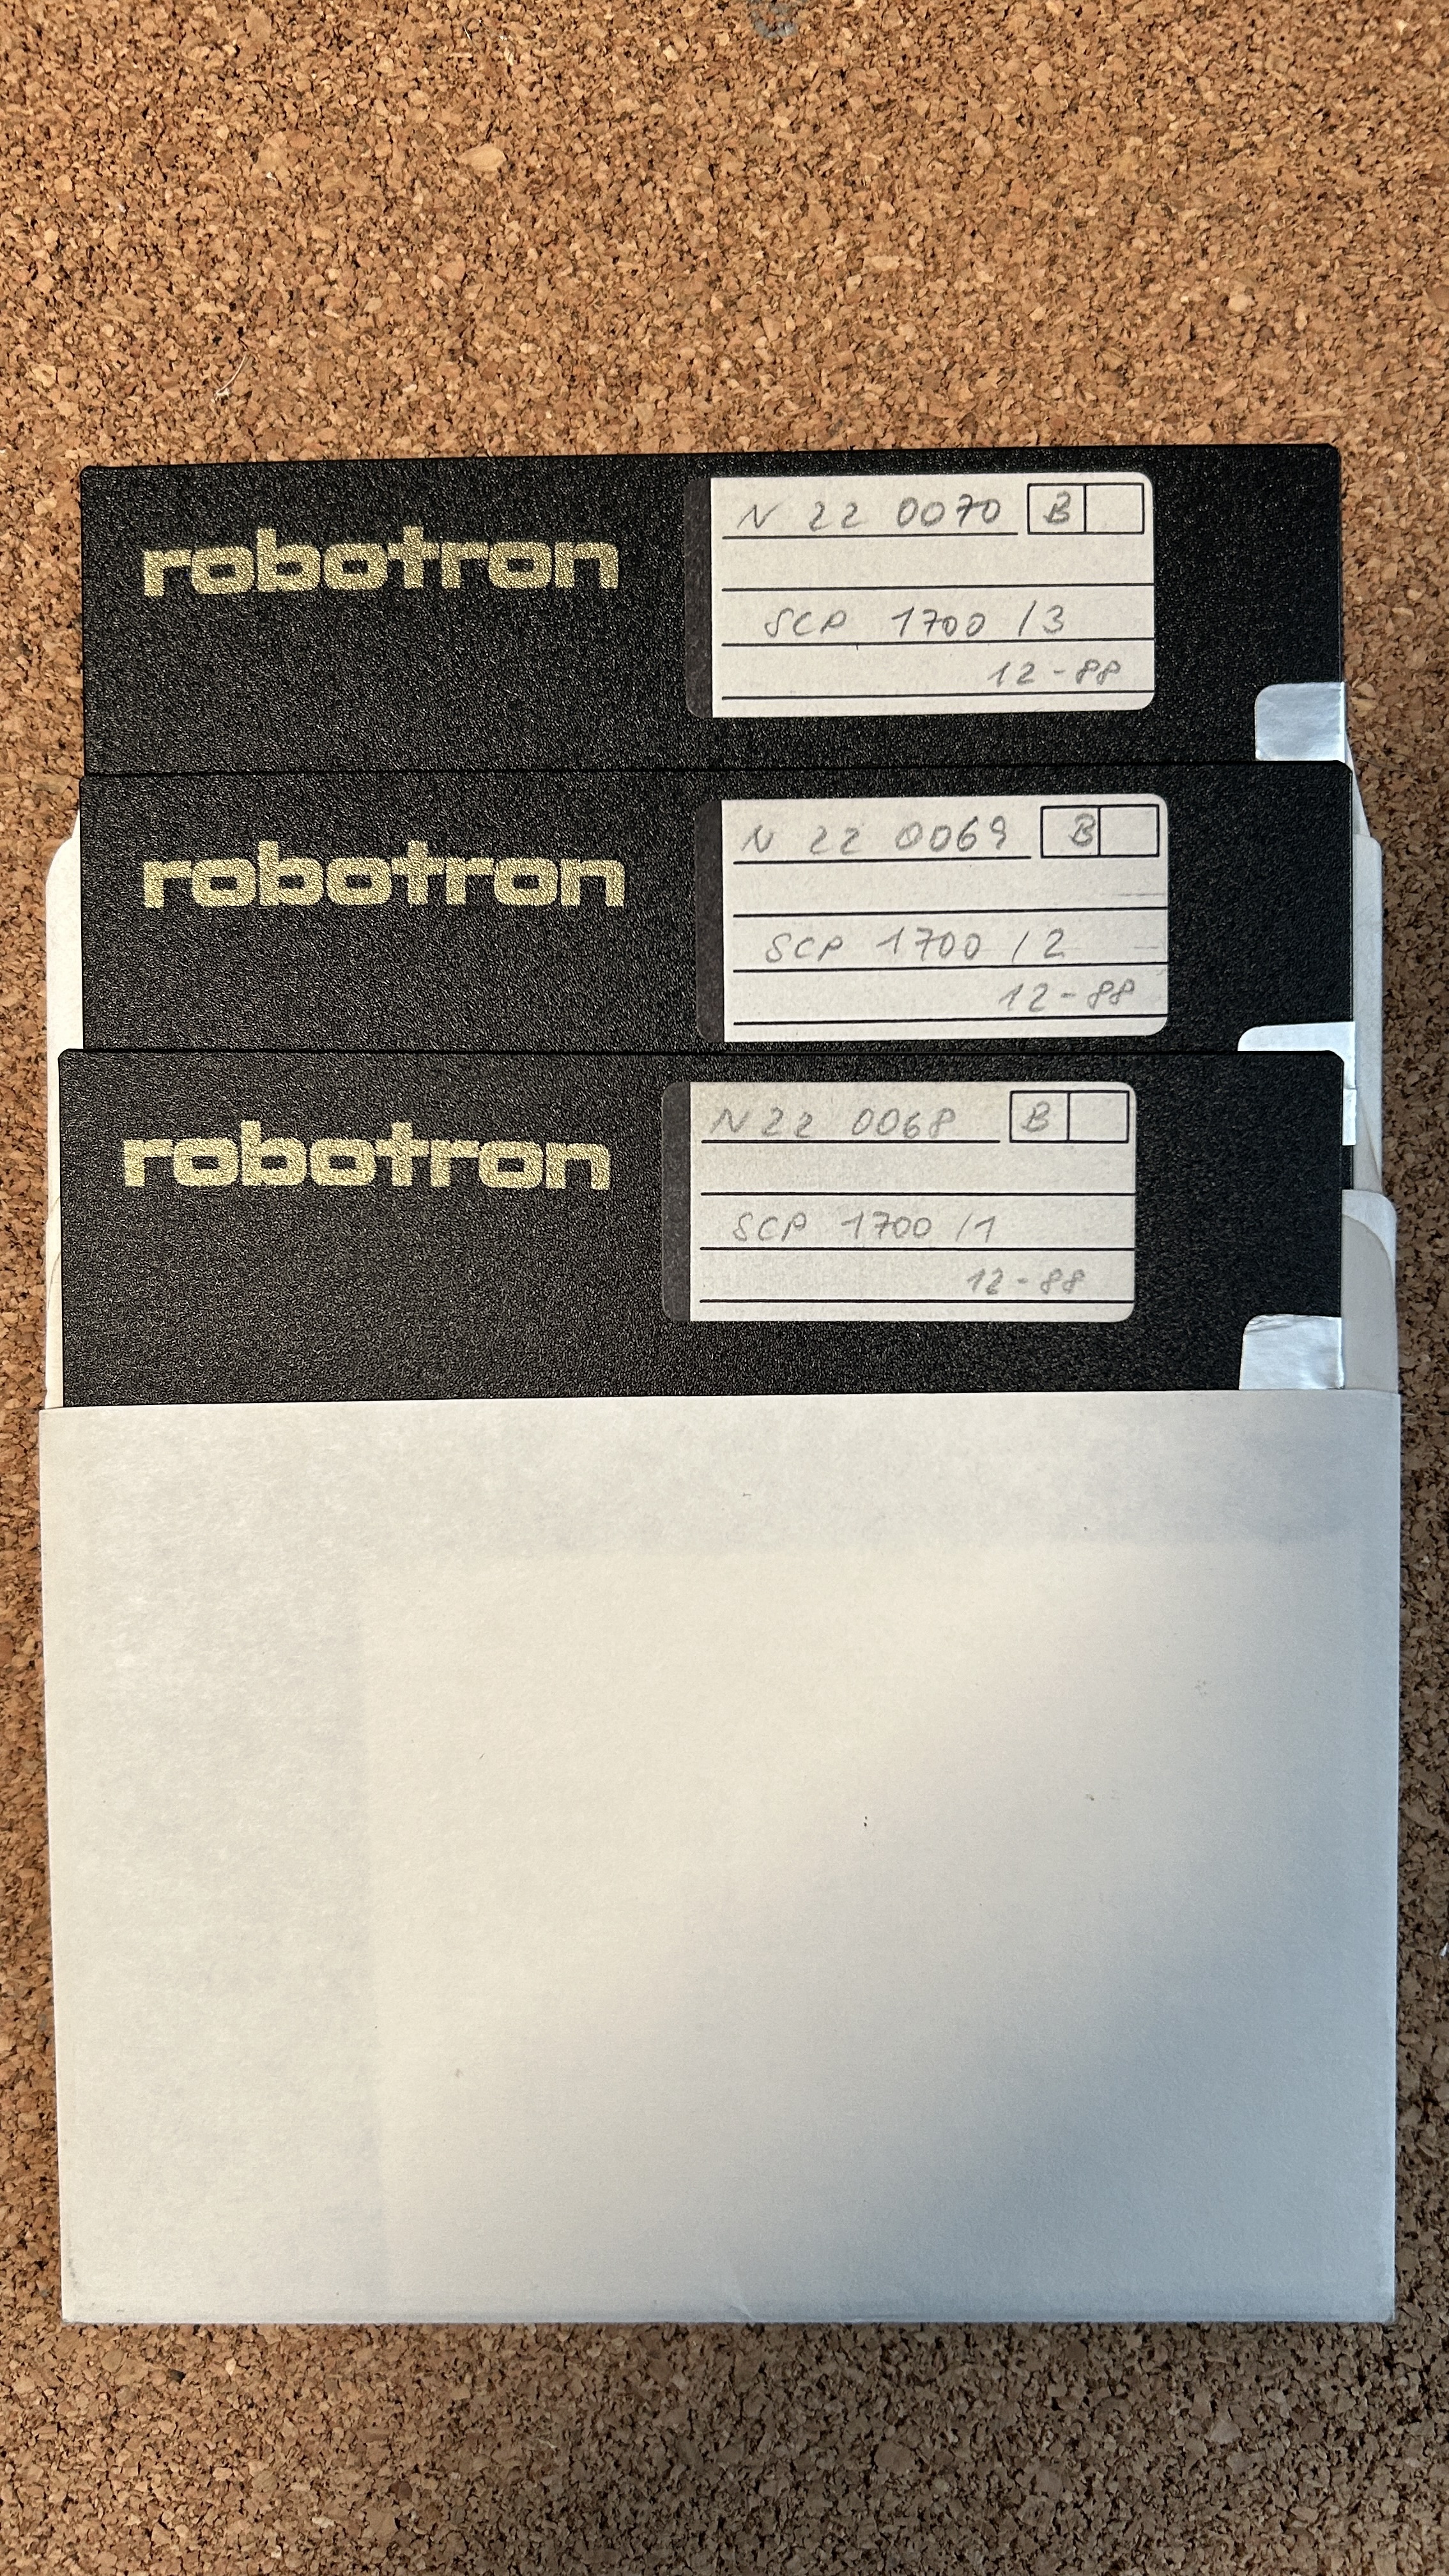 robotron
N 22 0070 B
SCP 1700 /3
12-88
robotron
N 22 0069 B
SCP 1700 /2
12-88
robotron
N 22 0068 B
SCP 1700 /1
12-88